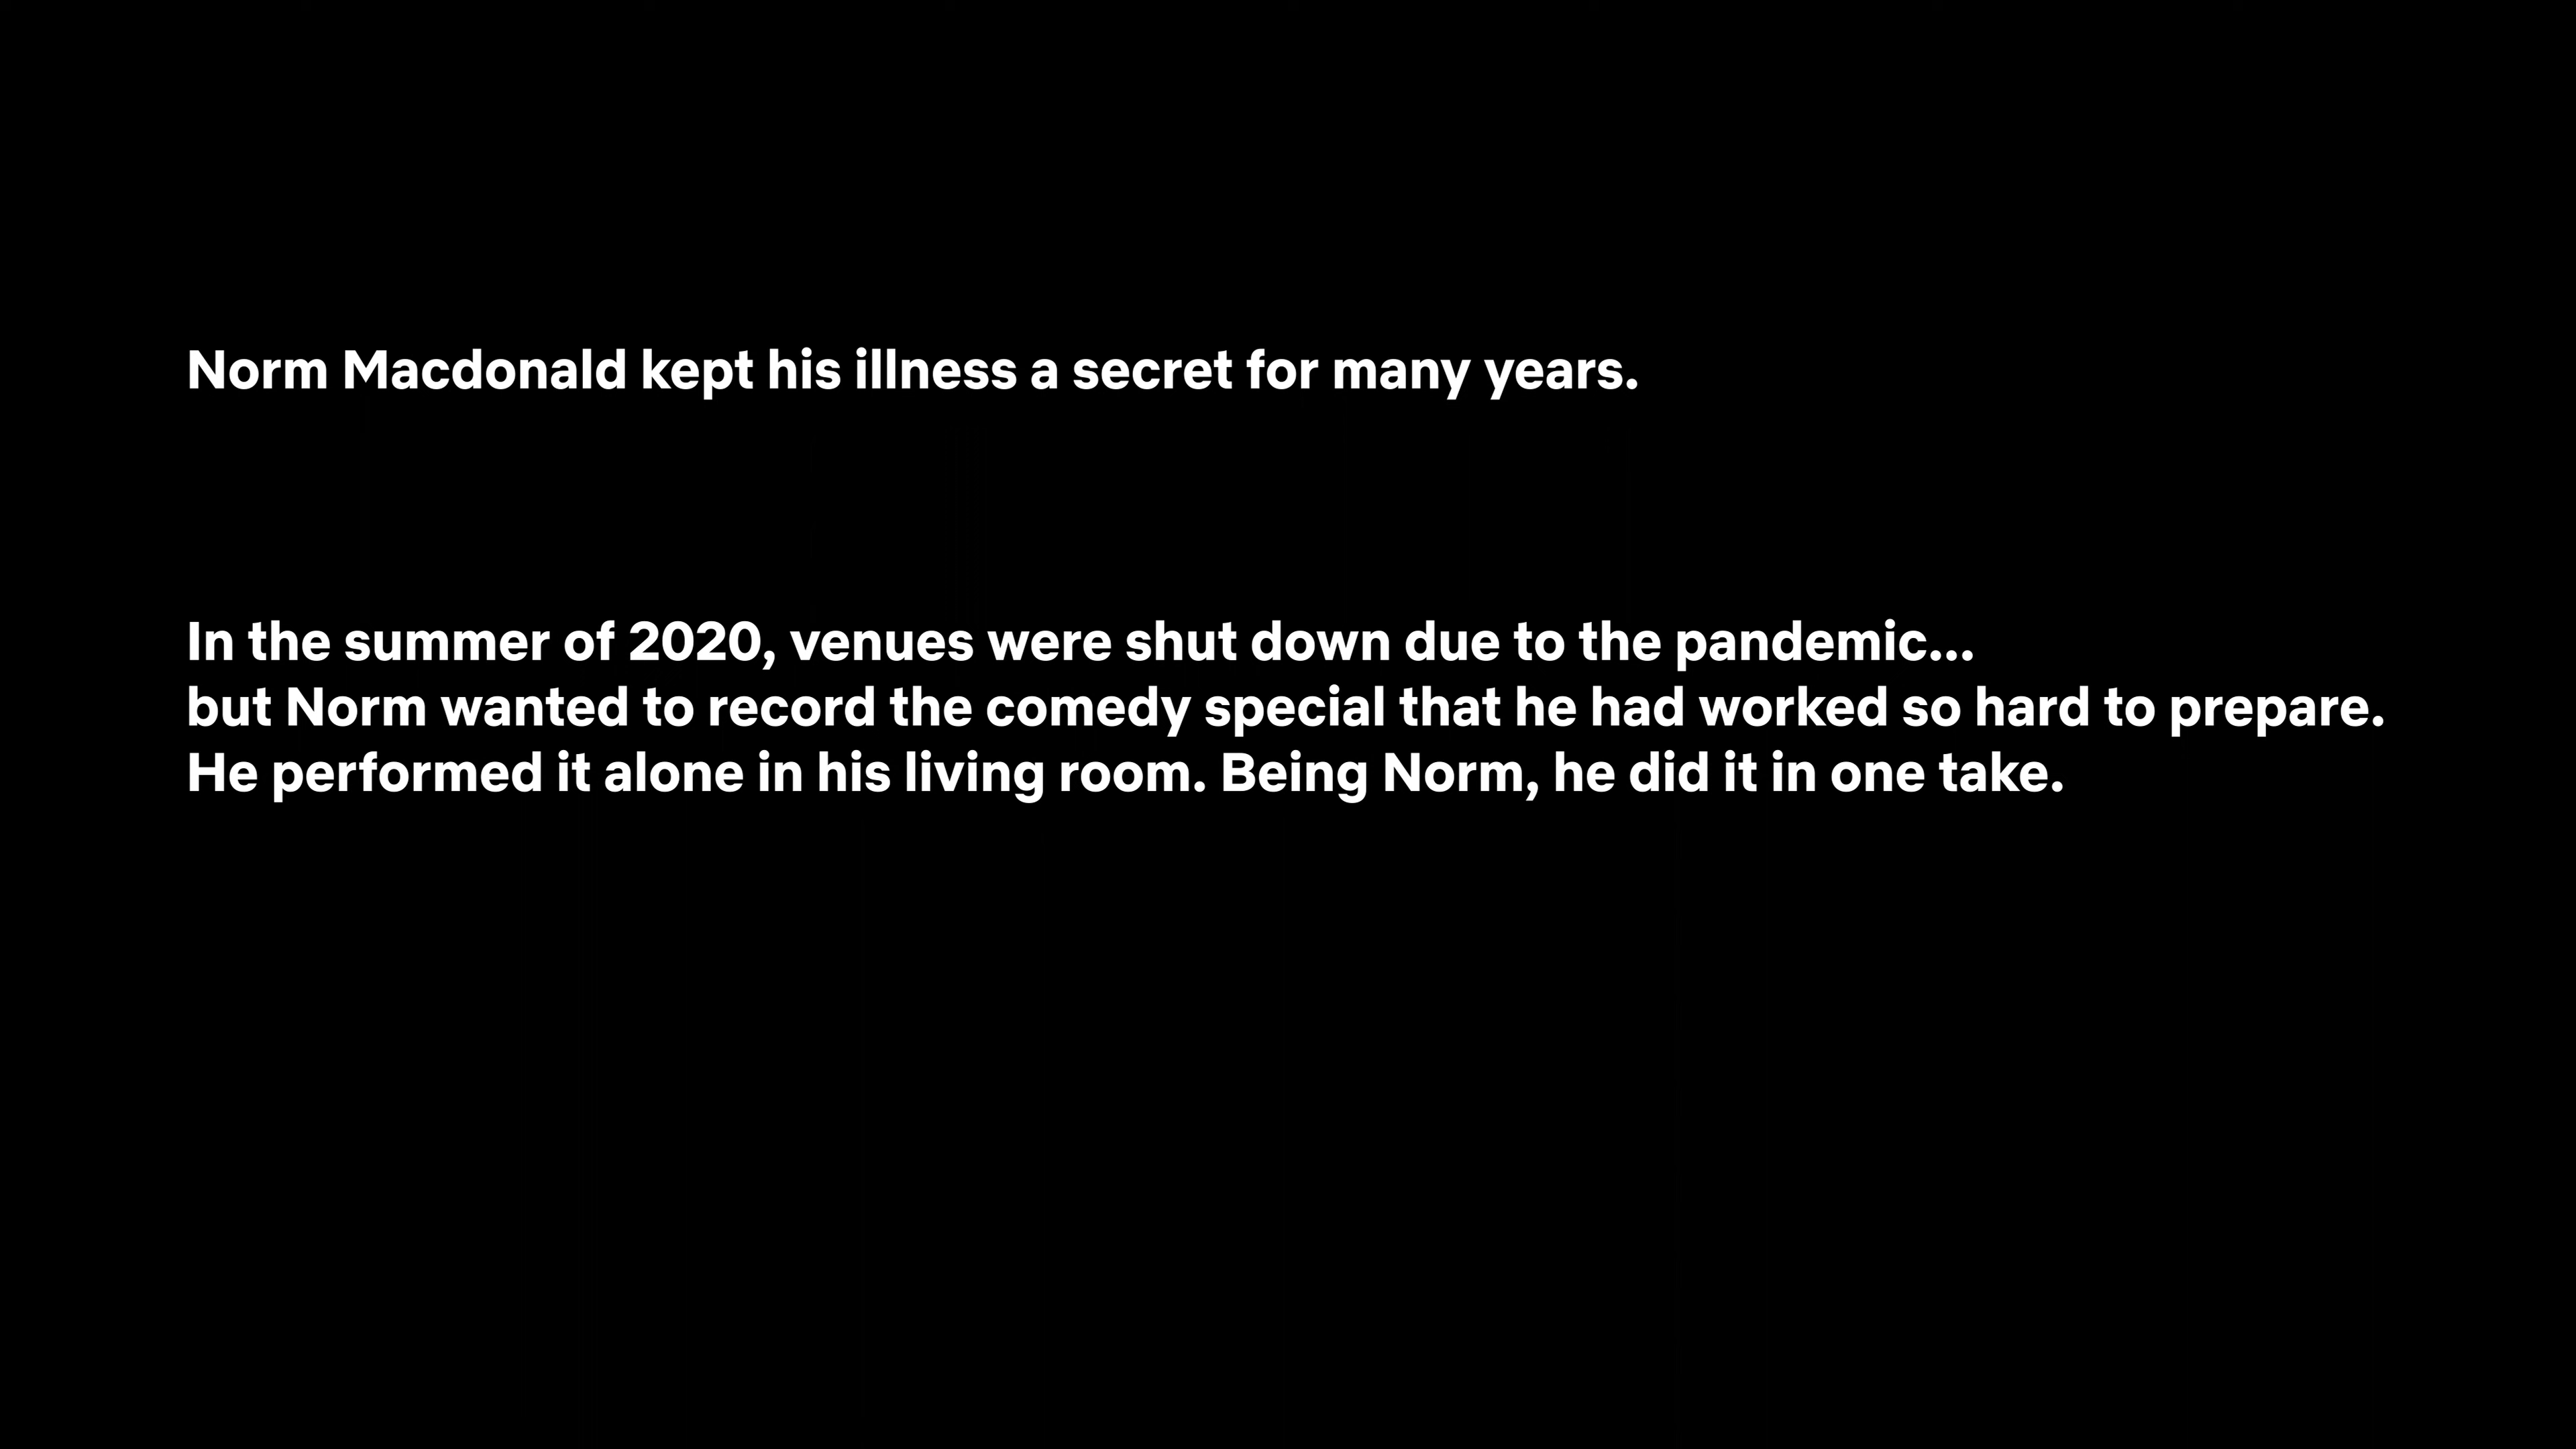 Norm Macdonald kept his illness a secret for many years.
In the summer of 2020, venues were shut down due to the pandemic...
but Norm wanted to record the comedy special that he had worked so hard to prepare.
He performed it alone in his living room. Being Norm, he did it in one take.